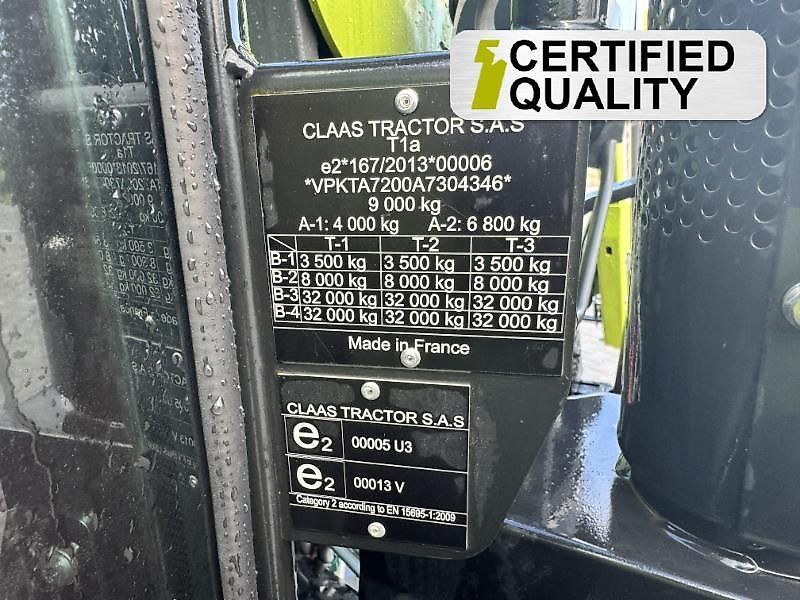 CERTIFIED
QUALITY
CLAAS TRACTOR S.A.S
T1a
e2*167/2013*00006
*VPKTA7200A7304346*
9 000 kg
A-1: 4 000 kg A-2: 6 800 kg
T-1 T-2 T-3
B-1 3 500 kg 3 500 kg 3 500 kg
B-2 8 000 kg 8 000 kg 8 000 kg
B-3 32 000 kg 32 000 kg 32 000 kg
B-4 32 000 kg 32 000 kg 32 000 kg
Made in France
CLAAS TRACTOR S.A.S
e2 00005 U3
e2 00013 V
Category 2 according to EN 15695-1:2009